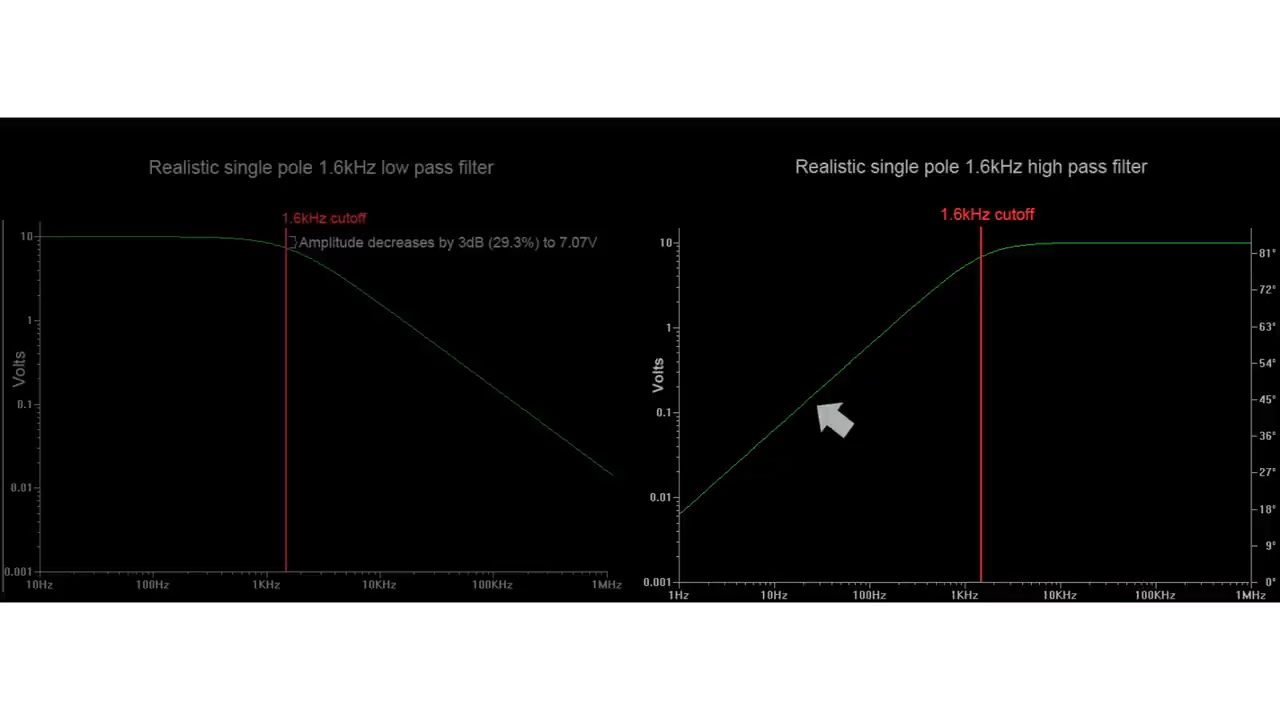 Realistic single pole 1.6kHz low pass filter
1.6kHz cutoff
Amplitude decreases by 3dB (29.3%) to 7.07V
10
1
0.1
0.01
0.001
Volts
10Hz 100Hz 1KHz 10KHz 100KHz 1MHz
Realistic single pole 1.6kHz high pass filter
1.6kHz cutoff
10
1
0.1
0.01
0.001
Volts
81°
72°
63°
54°
45°
36°
27°
18°
9°
0°
1Hz 10Hz 100Hz 1KHz 10KHz 100KHz 1MHz